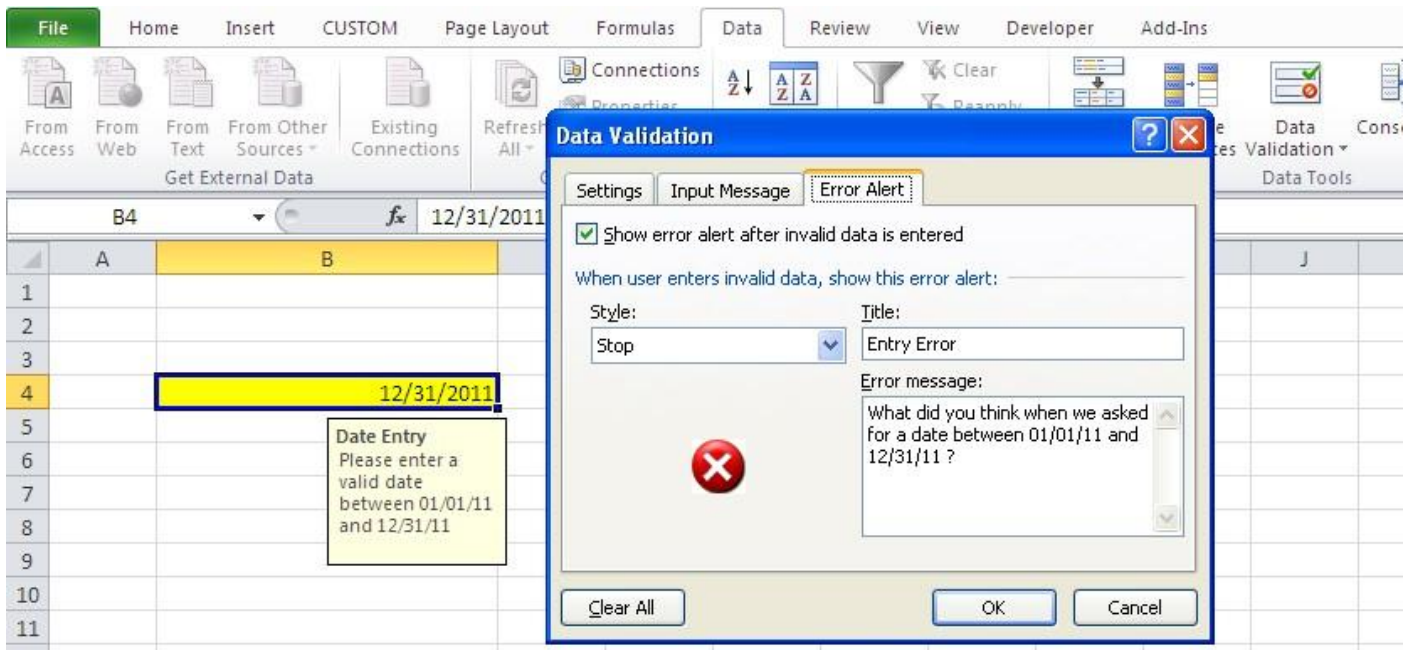 File Home Insert CUSTOM Page Layout Formulas Data Review View Developer Add-Ins
Connections Clear
Properties Reapply
From Access From Web From Text From Other Sources Existing Connections Refresh All Data Validation
Get External Data Data Tools
B4 fx 12/31/2011
A B J
1
2
3
4 12/31/2011
5
6
7
8
9
10
11
Date Entry
Please enter a
valid date
between 01/01/11
and 12/31/11
Data Validation
Settings Input Message Error Alert
Show error alert after invalid data is entered
When user enters invalid data, show this error alert:
Style: Title:
Stop Entry Error
Error message:
What did you think when we asked
for a date between 01/01/11 and
12/31/11 ?
Clear All OK Cancel